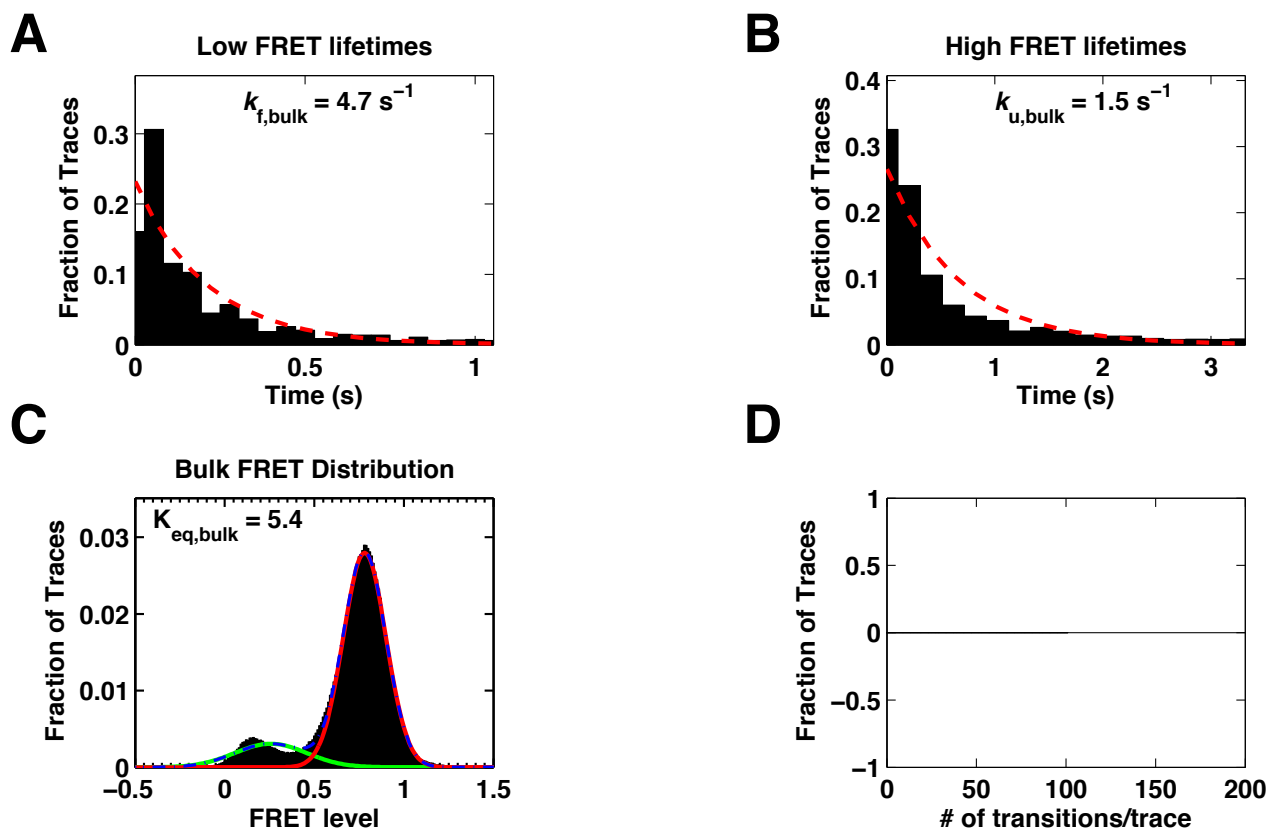 A
Low FRET lifetimes
k f,bulk = 4.7 s⁻¹
Fraction of Traces
0.3
0.2
0.1
0
0 0.5 1
Time (s)
B
High FRET lifetimes
k u,bulk = 1.5 s⁻¹
Fraction of Traces
0.4
0.3
0.2
0.1
0
0 1 2 3
Time (s)
C
Bulk FRET Distribution
K eq,bulk = 5.4
Fraction of Traces
0.03
0.02
0.01
0
−0.5 0 0.5 1 1.5
FRET level
D
Fraction of Traces
1
0.5
0
−0.5
−1
0 50 100 150 200
# of transitions/trace